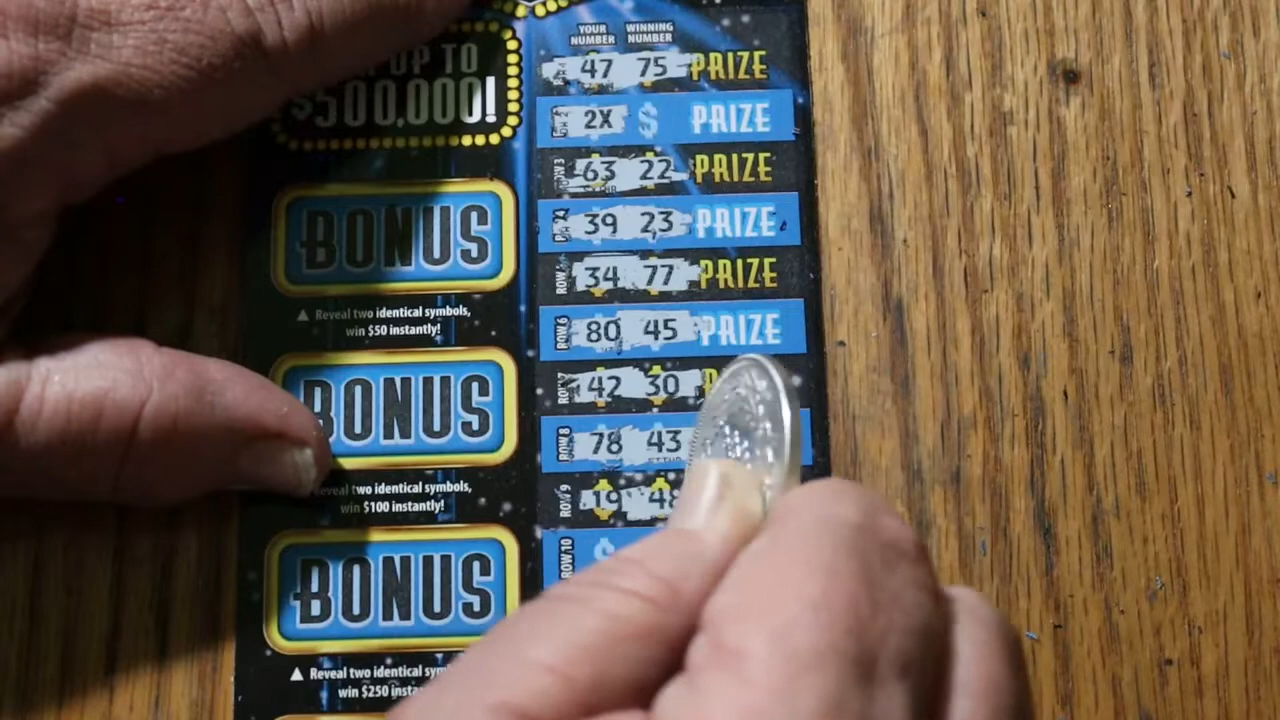 UP TO
$500,000!
YOUR NUMBER WINNING NUMBER
47 75 PRIZE
2X $ PRIZE
ROW 3 63 22 PRIZE
39 23 PRIZE
ROW 34 77 PRIZE
ROW 6 80 45 PRIZE
42 30
ROW 8 78 43
ROW 9 19 48
ROW 10 $
BONUS
▲ Reveal two identical symbols,
win $50 instantly!
BONUS
two identical symbols,
win $100 instantly!
BONUS
▲ Reveal two identical
win $250